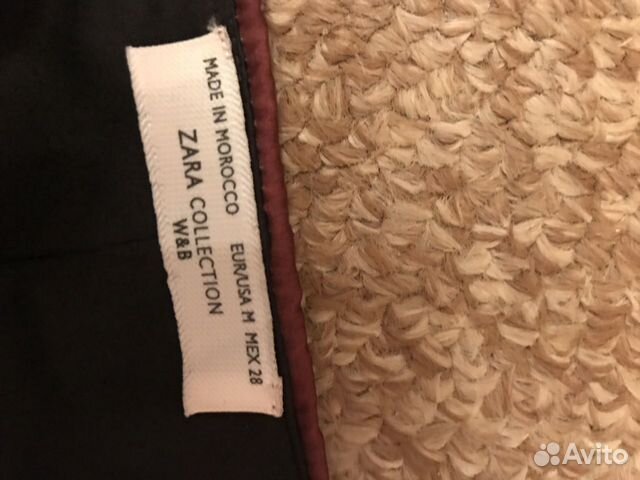 MADE IN MOROCCO EUR/USA M MEX 28
ZARA COLLECTION
W&B
Avito